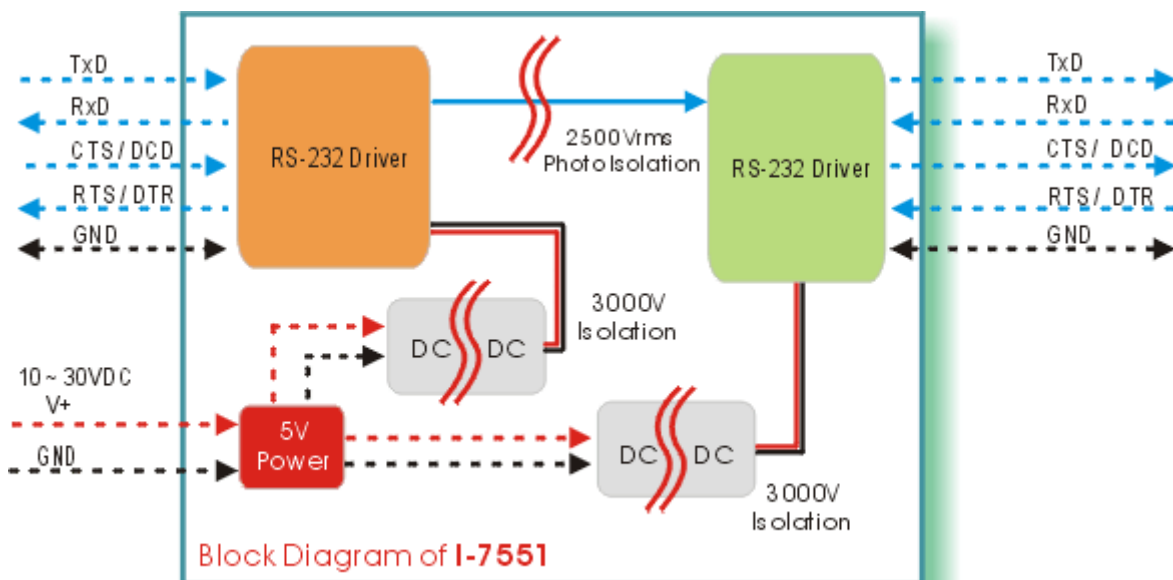 TxD
RxD
CTS/DCD
RTS/DTR
GND
RS-232 Driver
2500Vrms
Photo Isolation
RS-232 Driver
TxD
RxD
CTS/ DCD
RTS/ DTR
GND
3000V
Isolation
DC DC
10~30VDC
V+
GND
5V
Power
DC DC
3000V
Isolation
Block Diagram of I-7551